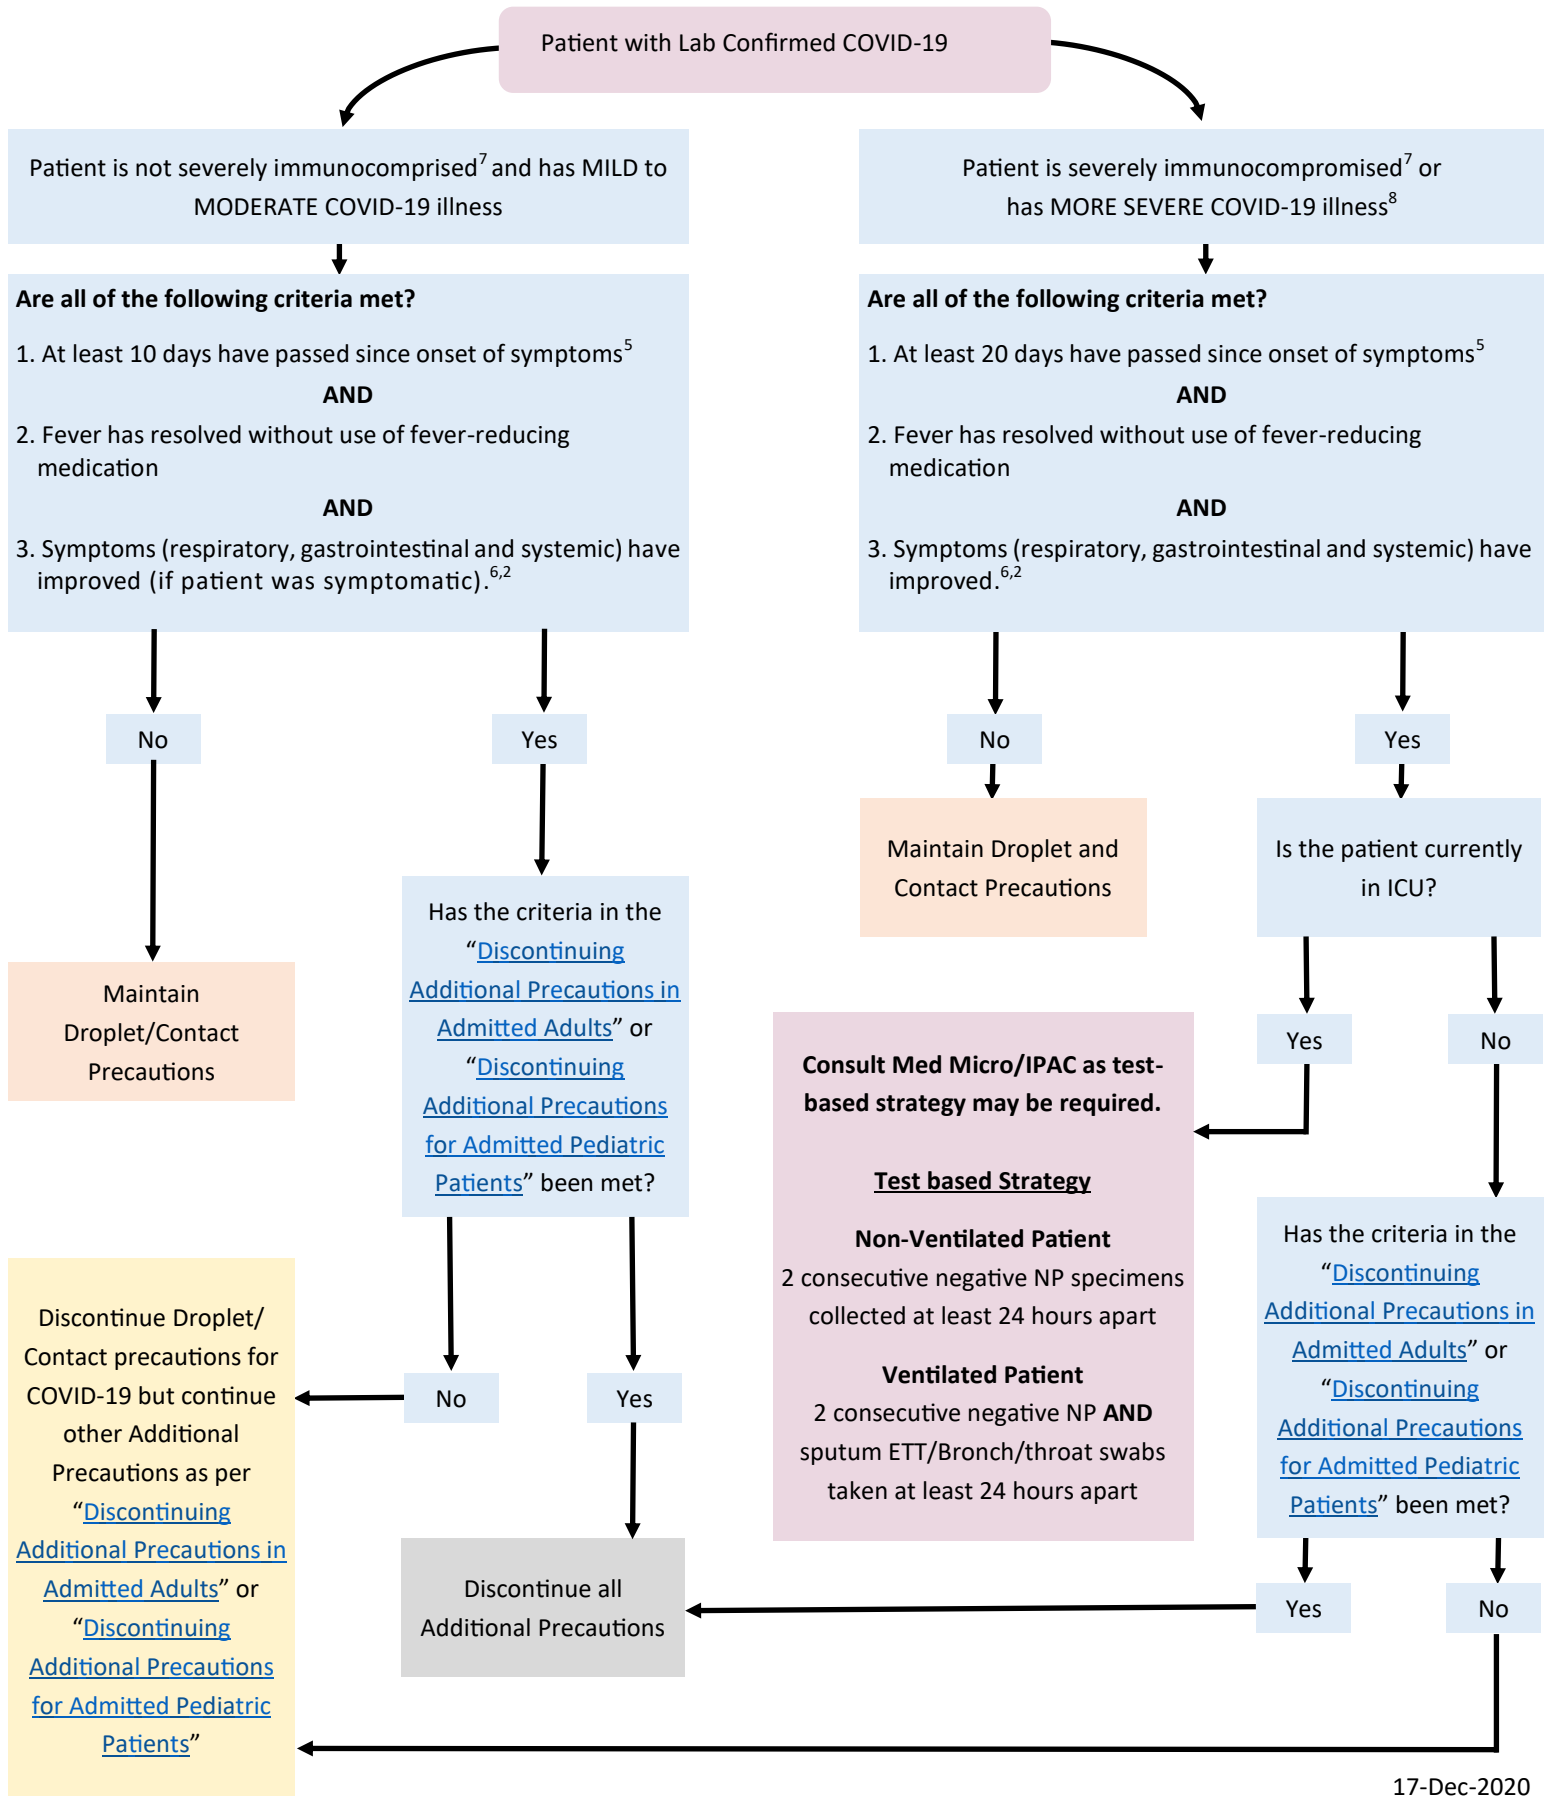 Patient with Lab Confirmed COVID-19
Patient is not severely immunocomprised7 and has MILD to
MODERATE COVID-19 illness
Are all of the following criteria met?
1. At least 10 days have passed since onset of symptoms5
AND
2. Fever has resolved without use of fever-reducing
medication
AND
3. Symptoms (respiratory, gastrointestinal and systemic) have
improved (if patient was symptomatic).6,2
No
Yes
Maintain
Droplet/Contact
Precautions
Has the criteria in the
“Discontinuing
Additional Precautions in
Admitted Adults” or
“Discontinuing
Additional Precautions
for Admitted Pediatric
Patients” been met?
No
Yes
Discontinue Droplet/
Contact precautions for
COVID-19 but continue
other Additional
Precautions as per
“Discontinuing
Additional Precautions in
Admitted Adults” or
“Discontinuing
Additional Precautions
for Admitted Pediatric
Patients”
Discontinue all
Additional Precautions
Patient is severely immunocompromised7 or
has MORE SEVERE COVID-19 illness8
Are all of the following criteria met?
1. At least 20 days have passed since onset of symptoms5
AND
2. Fever has resolved without use of fever-reducing
medication
AND
3. Symptoms (respiratory, gastrointestinal and systemic) have
improved.6,2
No
Yes
Maintain Droplet and
Contact Precautions
Is the patient currently
in ICU?
Yes
No
Consult Med Micro/IPAC as test-
based strategy may be required.
Test based Strategy
Non-Ventilated Patient
2 consecutive negative NP specimens
collected at least 24 hours apart
Ventilated Patient
2 consecutive negative NP AND
sputum ETT/Bronch/throat swabs
taken at least 24 hours apart
Has the criteria in the
“Discontinuing
Additional Precautions in
Admitted Adults” or
“Discontinuing
Additional Precautions
for Admitted Pediatric
Patients” been met?
Yes
No
17-Dec-2020